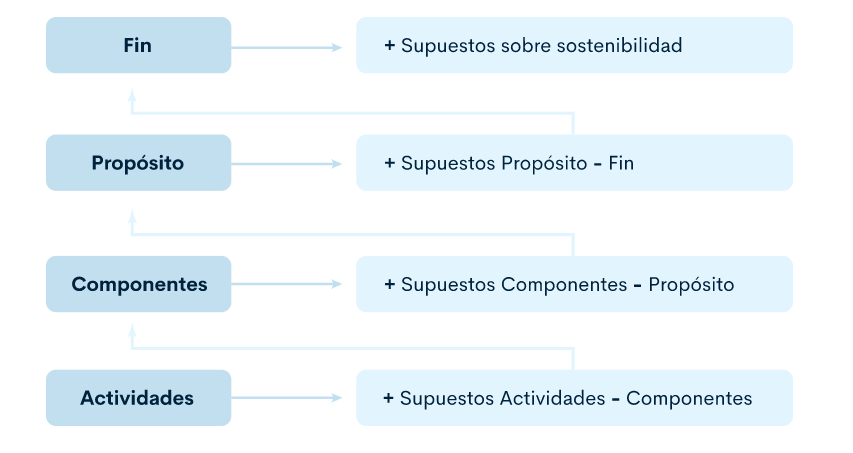 Fin
+ Supuestos sobre sostenibilidad
Propósito
+ Supuestos Propósito - Fin
Componentes
+ Supuestos Componentes - Propósito
Actividades
+ Supuestos Actividades - Componentes